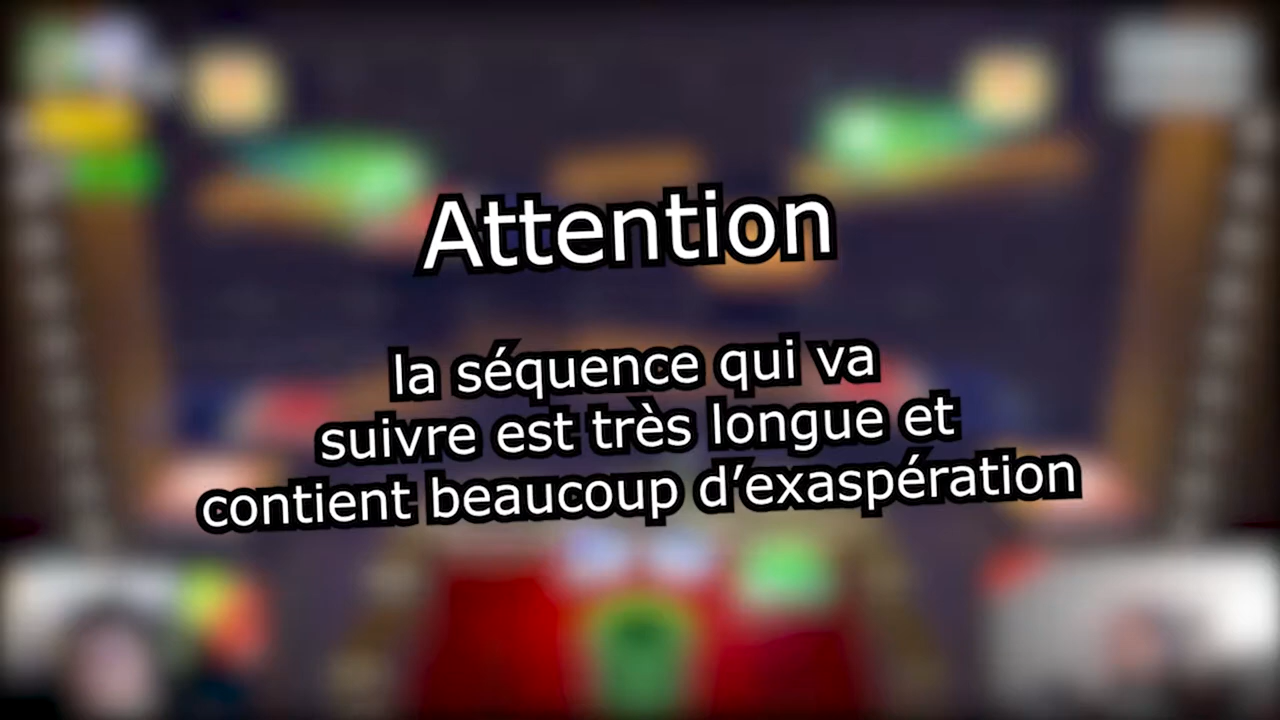 Attention
la séquence qui va
suivre est très longue et
contient beaucoup d’exaspération